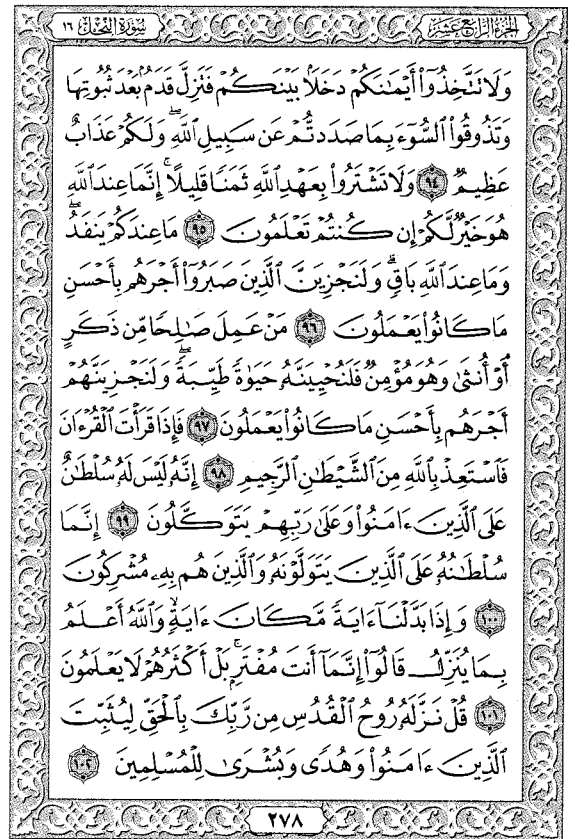 الجزء الرابع عشر
سورة النحل ١٦
وَلَا تَتَّخِذُوٓا۟ أَيْمَٰنَكُمْ دَخَلًۢا بَيْنَكُمْ فَتَزِلَّ قَدَمٌۢ بَعْدَ ثُبُوتِهَا
وَتَذُوقُوا۟ ٱلسُّوٓءَ بِمَا صَدَدتُّمْ عَن سَبِيلِ ٱللَّهِ ۖ وَلَكُمْ عَذَابٌ
عَظِيمٌ ٩٤ وَلَا تَشْتَرُوا۟ بِعَهْدِ ٱللَّهِ ثَمَنًا قَلِيلًا ۚ إِنَّمَا عِندَ ٱللَّهِ
هُوَ خَيْرٌ لَّكُمْ إِن كُنتُمْ تَعْلَمُونَ ٩٥ مَا عِندَكُمْ يَنفَدُ ۖ
وَمَا عِندَ ٱللَّهِ بَاقٍ ۗ وَلَنَجْزِيَنَّ ٱلَّذِينَ صَبَرُوٓا۟ أَجْرَهُم بِأَحْسَنِ
مَا كَانُوا۟ يَعْمَلُونَ ٩٦ مَنْ عَمِلَ صَٰلِحًا مِّن ذَكَرٍ
أَوْ أُنثَىٰ وَهُوَ مُؤْمِنٌ فَلَنُحْيِيَنَّهُۥ حَيَوٰةً طَيِّبَةً ۖ وَلَنَجْزِيَنَّهُمْ
أَجْرَهُم بِأَحْسَنِ مَا كَانُوا۟ يَعْمَلُونَ ٩٧ فَإِذَا قَرَأْتَ ٱلْقُرْءَانَ
فَٱسْتَعِذْ بِٱللَّهِ مِنَ ٱلشَّيْطَٰنِ ٱلرَّجِيمِ ٩٨ إِنَّهُۥ لَيْسَ لَهُۥ سُلْطَٰنٌ
عَلَى ٱلَّذِينَ ءَامَنُوا۟ وَعَلَىٰ رَبِّهِمْ يَتَوَكَّلُونَ ٩٩ إِنَّمَا
سُلْطَٰنُهُۥ عَلَى ٱلَّذِينَ يَتَوَلَّوْنَهُۥ وَٱلَّذِينَ هُم بِهِۦ مُشْرِكُونَ
١٠٠ وَإِذَا بَدَّلْنَآ ءَايَةً مَّكَانَ ءَايَةٍ ۙ وَٱللَّهُ أَعْلَمُ
بِمَا يُنَزِّلُ قَالُوٓا۟ إِنَّمَآ أَنتَ مُفْتَرٍۭ ۚ بَلْ أَكْثَرُهُمْ لَا يَعْلَمُونَ
١٠١ قُلْ نَزَّلَهُۥ رُوحُ ٱلْقُدُسِ مِن رَّبِّكَ بِٱلْحَقِّ لِيُثَبِّتَ
ٱلَّذِينَ ءَامَنُوا۟ وَهُدًى وَبُشْرَىٰ لِلْمُسْلِمِينَ ١٠٢
٢٧٨